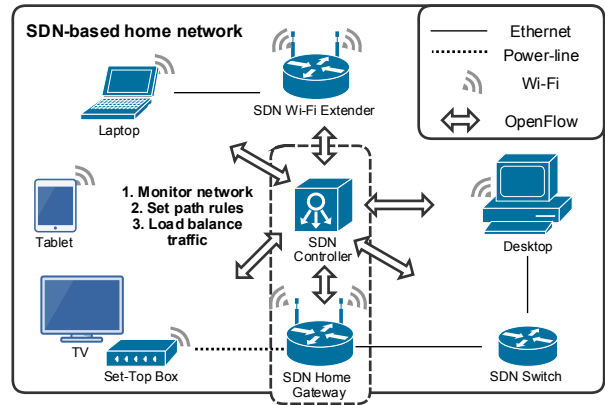 SDN-based home network
Ethernet
Power-line
Wi-Fi
OpenFlow
SDN Wi-Fi Extender
Laptop
1. Monitor network
2. Set path rules
3. Load balance
traffic
Tablet
SDN
Controller
Desktop
TV
Set-Top Box
SDN Home
Gateway
SDN Switch